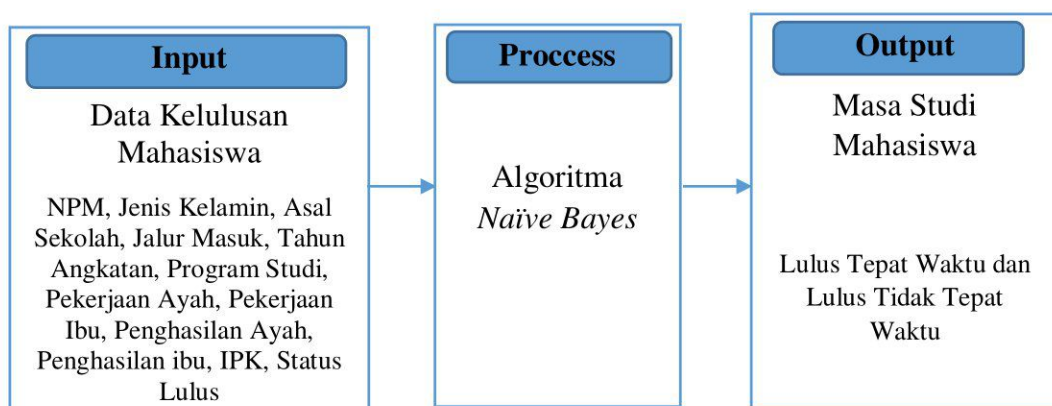 Input
Data Kelulusan
Mahasiswa
NPM, Jenis Kelamin, Asal
Sekolah, Jalur Masuk, Tahun
Angkatan, Program Studi,
Pekerjaan Ayah, Pekerjaan
Ibu, Penghasilan Ayah,
Penghasilan ibu, IPK, Status
Lulus
Proccess
Algoritma
Naïve Bayes
Output
Masa Studi
Mahasiswa
Lulus Tepat Waktu dan
Lulus Tidak Tepat
Waktu